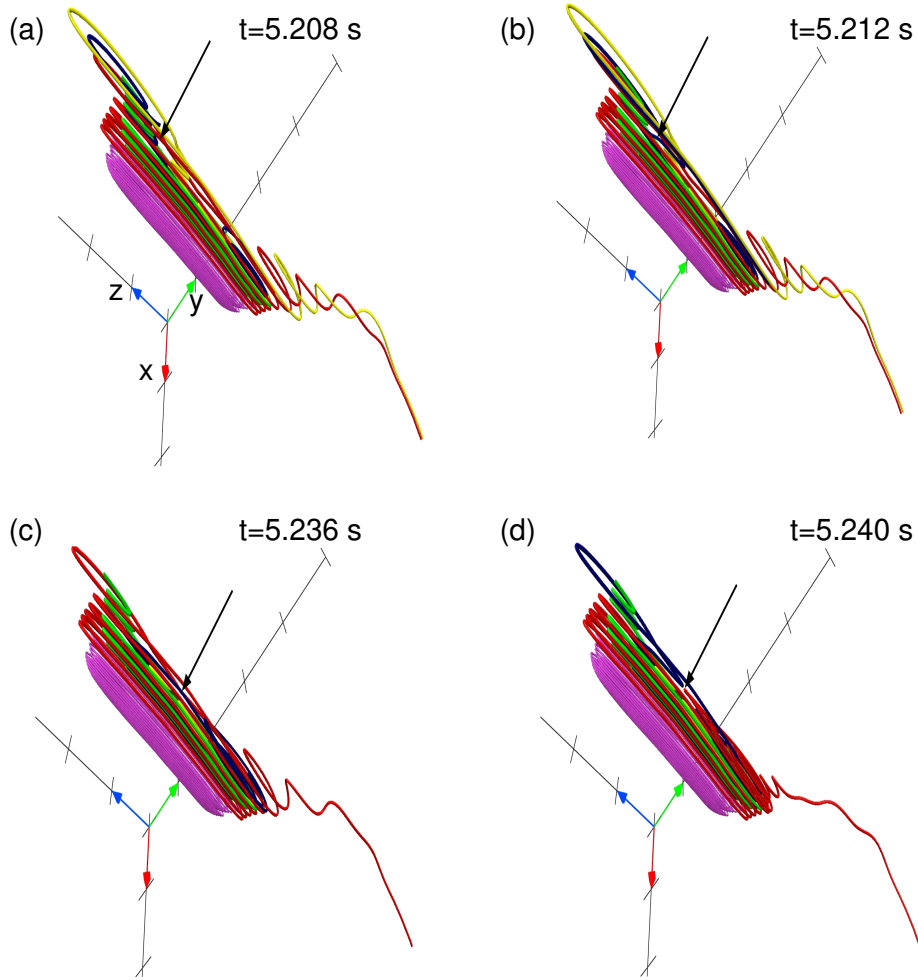 (a) t=5.208 s
(b) t=5.212 s
z
y
x
(c) t=5.236 s
(d) t=5.240 s